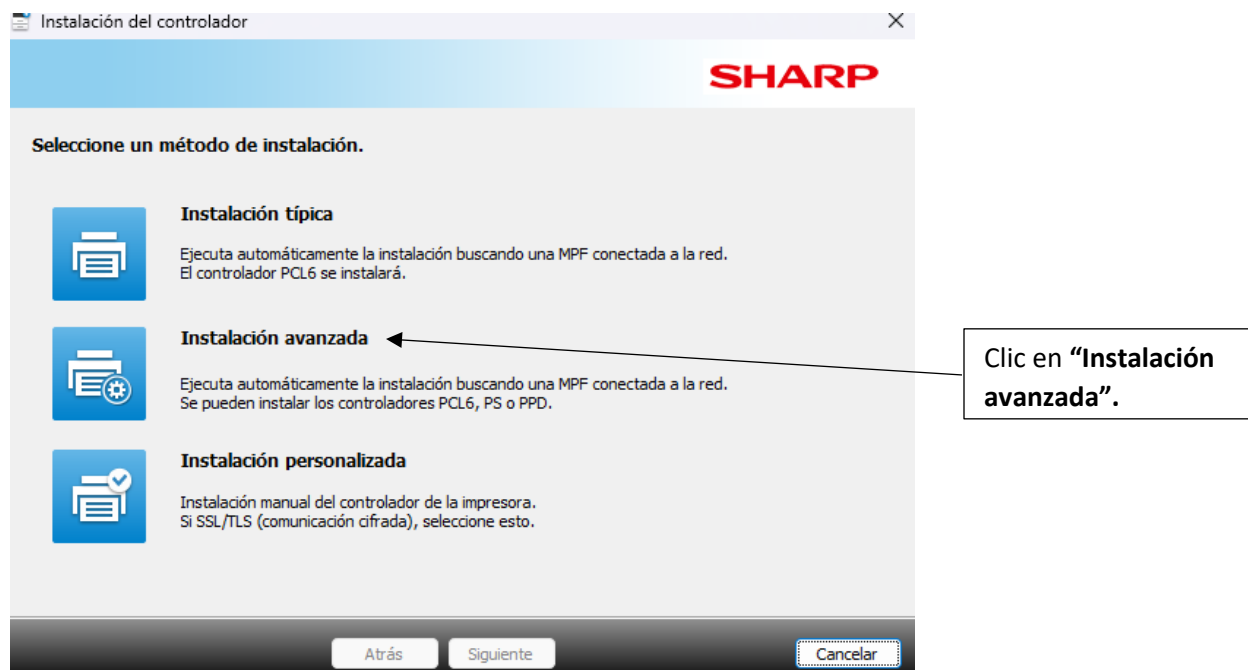 Instalación del controlador
SHARP
Seleccione un método de instalación.
Instalación típica
Ejecuta automáticamente la instalación buscando una MPF conectada a la red.
El controlador PCL6 se instalará.
Instalación avanzada
Ejecuta automáticamente la instalación buscando una MPF conectada a la red.
Se pueden instalar los controladores PCL6, PS o PPD.
Instalación personalizada
Instalación manual del controlador de la impresora.
Si SSL/TLS (comunicación cifrada), seleccione esto.
Clic en “Instalación
avanzada”.
Atrás
Siguiente
Cancelar